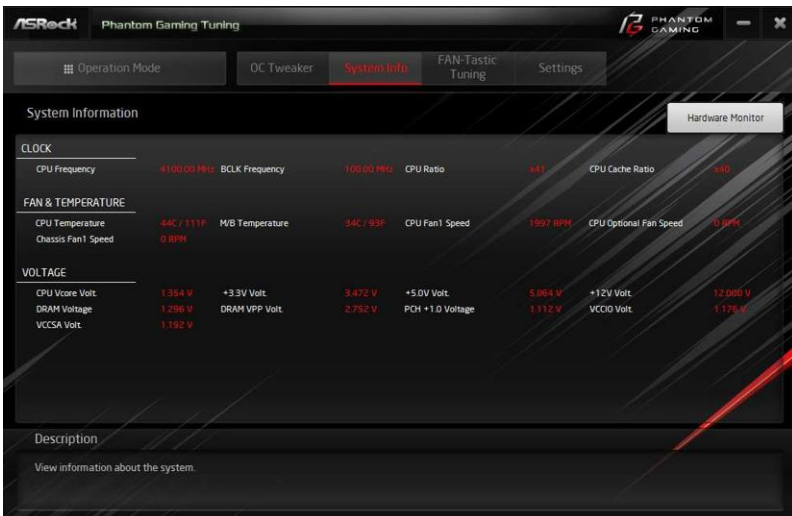 ASRock Phantom Gaming Tuning PHANTOM GAMING
Operation Mode OC Tweaker System Info FAN-Tastic Tuning Settings
System Information Hardware Monitor
CLOCK
CPU Frequency 4100.00 MHz BCLK Frequency 100.00 MHz CPU Ratio x41 CPU Cache Ratio x40
FAN & TEMPERATURE
CPU Temperature 44C / 111F M/B Temperature 34C / 93F CPU Fan1 Speed 1997 RPM CPU Optional Fan Speed 0 RPM
Chassis Fan1 Speed 0 RPM
VOLTAGE
CPU Vcore Volt. 1.354 V +3.3V Volt. 3.472 V +5.0V Volt. 5.064 V +12V Volt. 12.000 V
DRAM Voltage 1.296 V DRAM VPP Volt. 2.752 V PCH +1.0 Voltage 1.112 V VCCIO Volt. 1.176 V
VCCSA Volt. 1.192 V
Description
View information about the system.